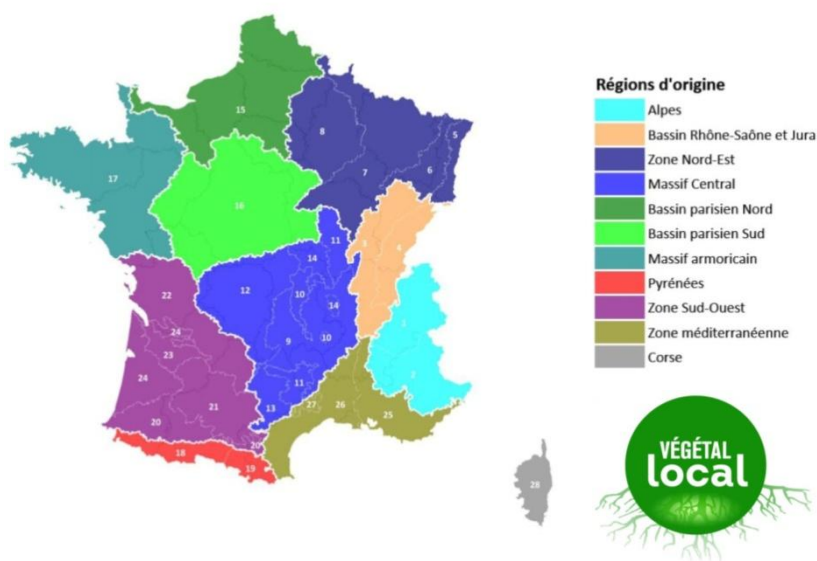 Régions d'origine
Alpes
Bassin Rhône-Saône et Jura
Zone Nord-Est
Massif Central
Bassin parisien Nord
Bassin parisien Sud
Massif armoricain
Pyrénées
Zone Sud-Ouest
Zone méditerranéenne
Corse
15
8
5
7
6
17
16
11
3
4
14
12
10
14
22
1
24
9
10
23
2
24
11
21
13
27
26
25
20
20
18
19
28
VÉGÉTAL
local